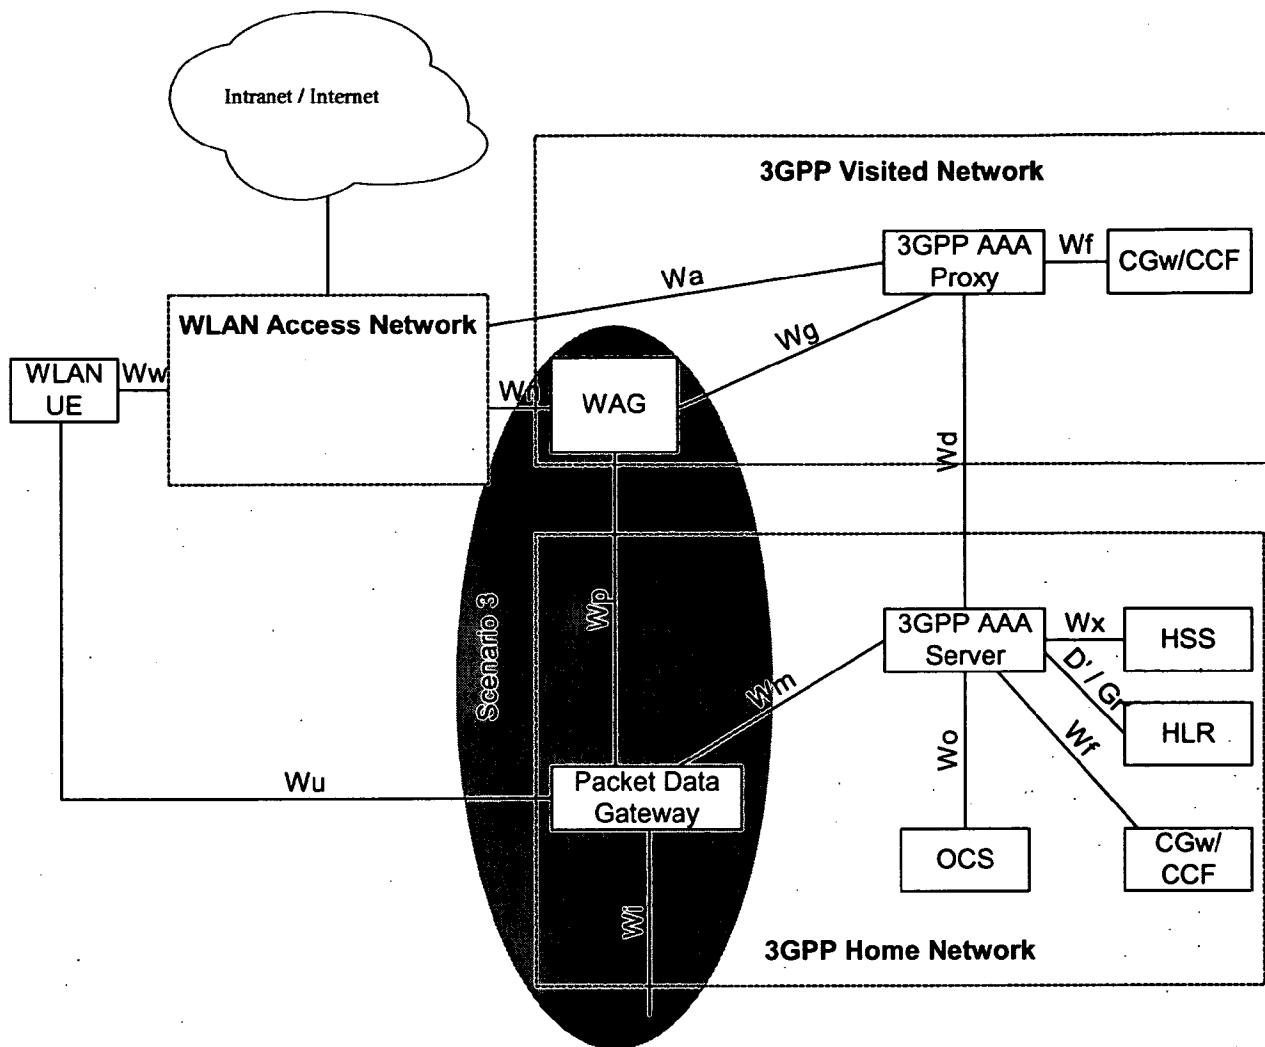 Intranet / Internet
3GPP Visited Network
3GPP AAA
Proxy
Wf
CGw/CCF
Wa
WLAN Access Network
Wg
WLAN
UE
Ww
Wn
WAG
Wd
Scenario 3
Wp
3GPP AAA
Server
Wx
HSS
D' / Gr
HLR
Wm
Wo
Wf
Wu
Packet Data
Gateway
OCS
CGw/
CCF
Wi
3GPP Home Network